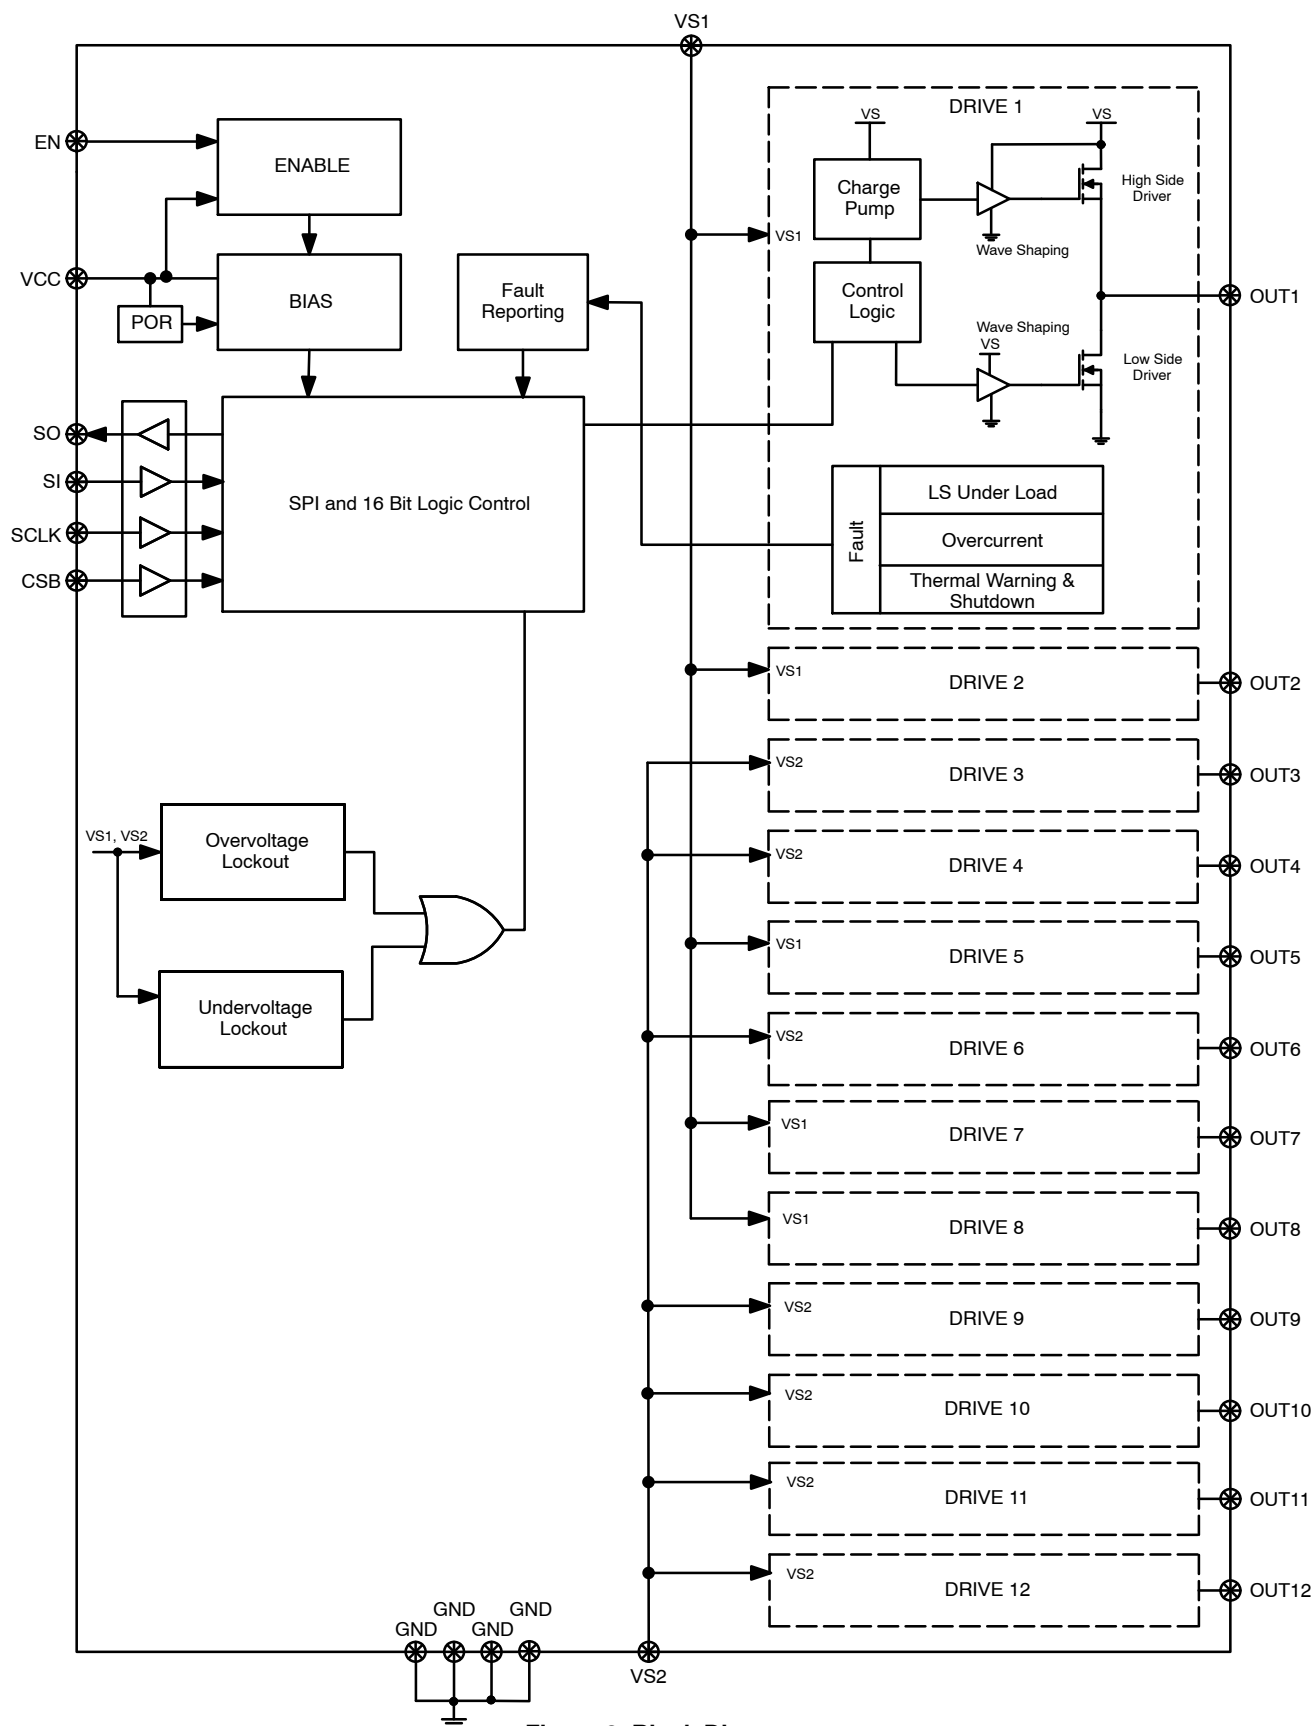 VS1
DRIVE 1
VS
VS
EN
ENABLE
Charge
Pump
High Side
Driver
VS1
Wave Shaping
VCC
BIAS
POR
Fault
Reporting
Control
Logic
OUT1
Wave Shaping
VS
Low Side
Driver
SO
SI
SCLK
CSB
SPI and 16 Bit Logic Control
Fault
LS Under Load
Overcurrent
Thermal Warning &
Shutdown
VS1
DRIVE 2
OUT2
VS2
DRIVE 3
OUT3
VS1, VS2
Overvoltage
Lockout
VS2
DRIVE 4
OUT4
VS1
DRIVE 5
OUT5
Undervoltage
Lockout
VS2
DRIVE 6
OUT6
VS1
DRIVE 7
OUT7
VS1
DRIVE 8
OUT8
VS2
DRIVE 9
OUT9
VS2
DRIVE 10
OUT10
VS2
DRIVE 11
OUT11
VS2
DRIVE 12
OUT12
GND
GND
GND
GND
VS2